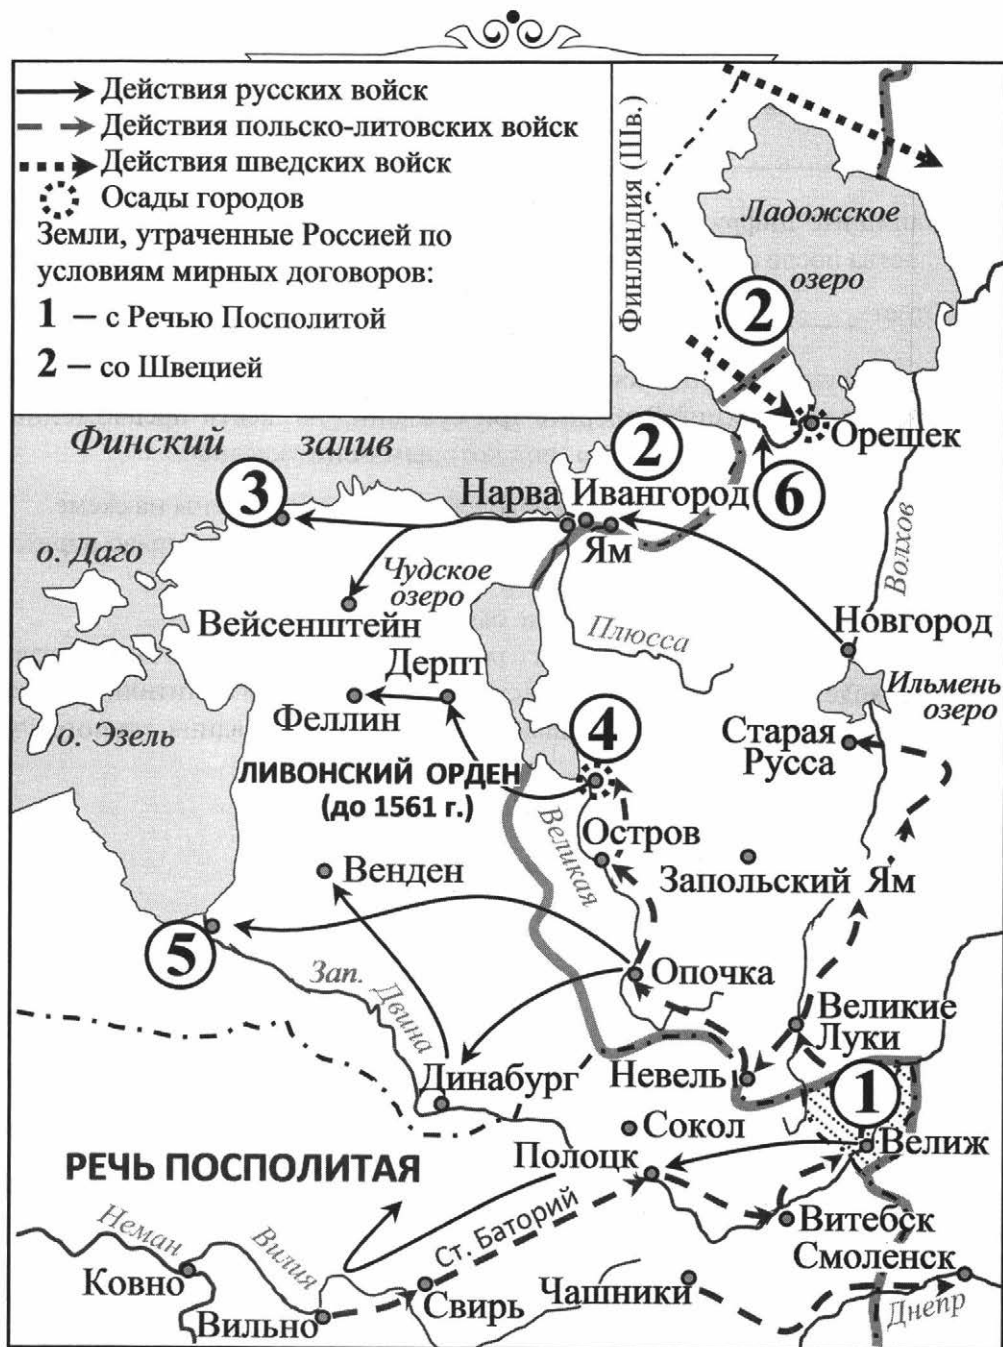 Действия русских войск
Действия польско-литовских войск
Действия шведских войск
Осады городов
Земли, утраченные Россией по
условиям мирных договоров:
1 – с Речью Посполитой
2 – со Швецией
Финляндия (Шв.)
Ладожское
озеро
2
Финский залив
2
Орешек
3
Нарва Ивангород
6
Ям
о. Даго
Чудское
озеро
Волхов
Вейсенштейн
Плюсса
Новгород
Дерпт
Ильмень
озеро
Феллин
4
Старая
Русса
о. Эзель
ЛИВОНСКИЙ ОРДЕН
(до 1561 г.)
Великая
Остров
Венден
Запольский Ям
5
Зап. Двина
Опочка
Великие
Луки
Динабург
Невель
1
Сокол
Велиж
РЕЧЬ ПОСПОЛИТАЯ
Полоцк
Ст. Баторий
Витебск
Неман
Вилия
Смоленск
Ковно
Свирь
Чашники
Днепр
Вильно